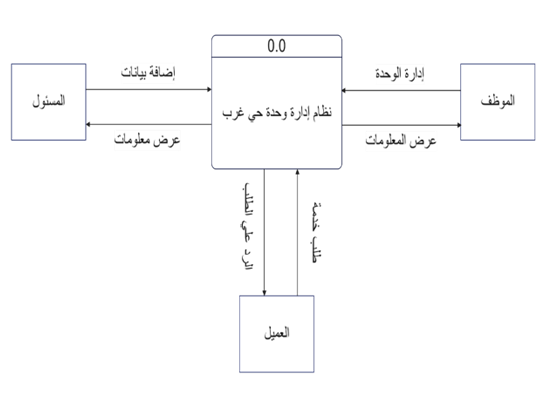 0.0
إضافة بيانات
إدارة الوحدة
المسئول
نظام إدارة وحدة حي غرب
الموظف
عرض معلومات
عرض المعلومات
الرد علي الطلب
طلب خدمة
العميل